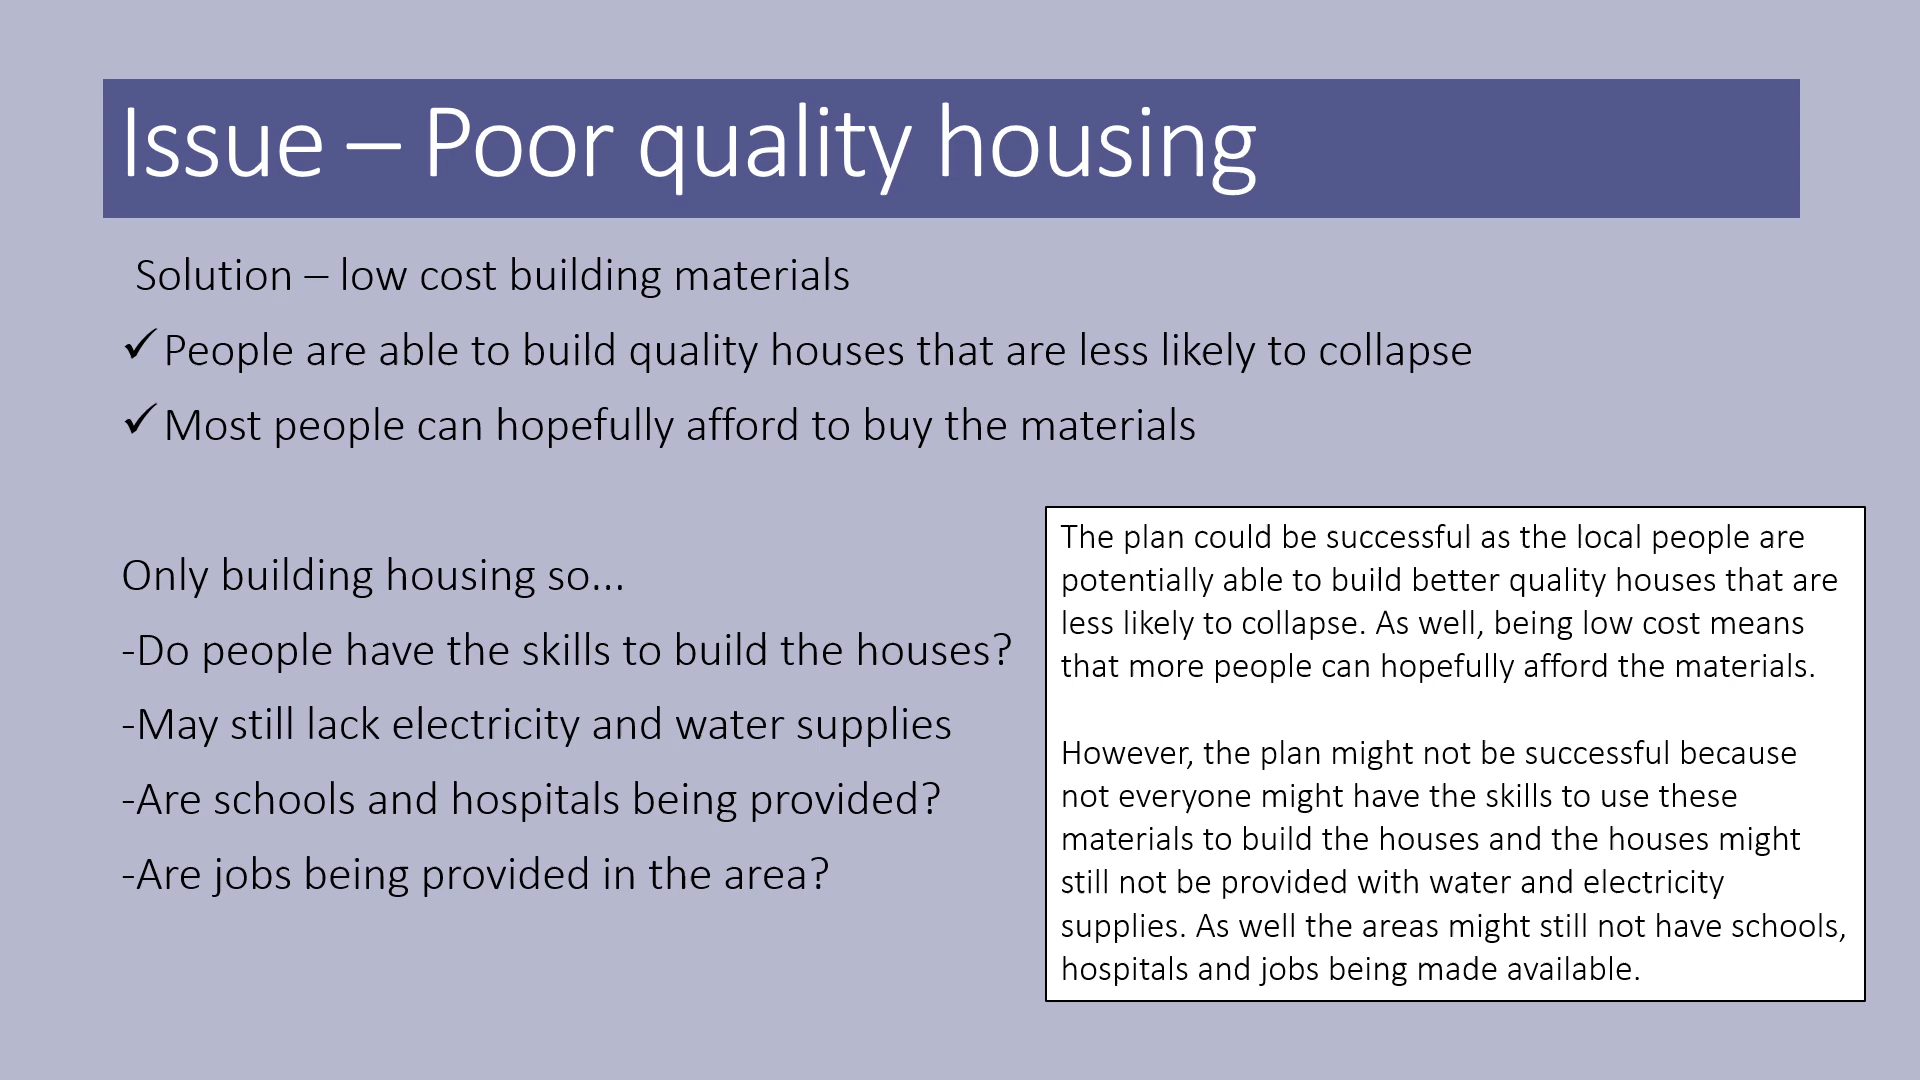 Issue – Poor quality housing
Solution – low cost building materials
✓People are able to build quality houses that are less likely to collapse
✓Most people can hopefully afford to buy the materials
Only building housing so...
-Do people have the skills to build the houses?
-May still lack electricity and water supplies
-Are schools and hospitals being provided?
-Are jobs being provided in the area?
The plan could be successful as the local people are
potentially able to build better quality houses that are
less likely to collapse. As well, being low cost means
that more people can hopefully afford the materials.
However, the plan might not be successful because
not everyone might have the skills to use these
materials to build the houses and the houses might
still not be provided with water and electricity
supplies. As well the areas might still not have schools,
hospitals and jobs being made available.